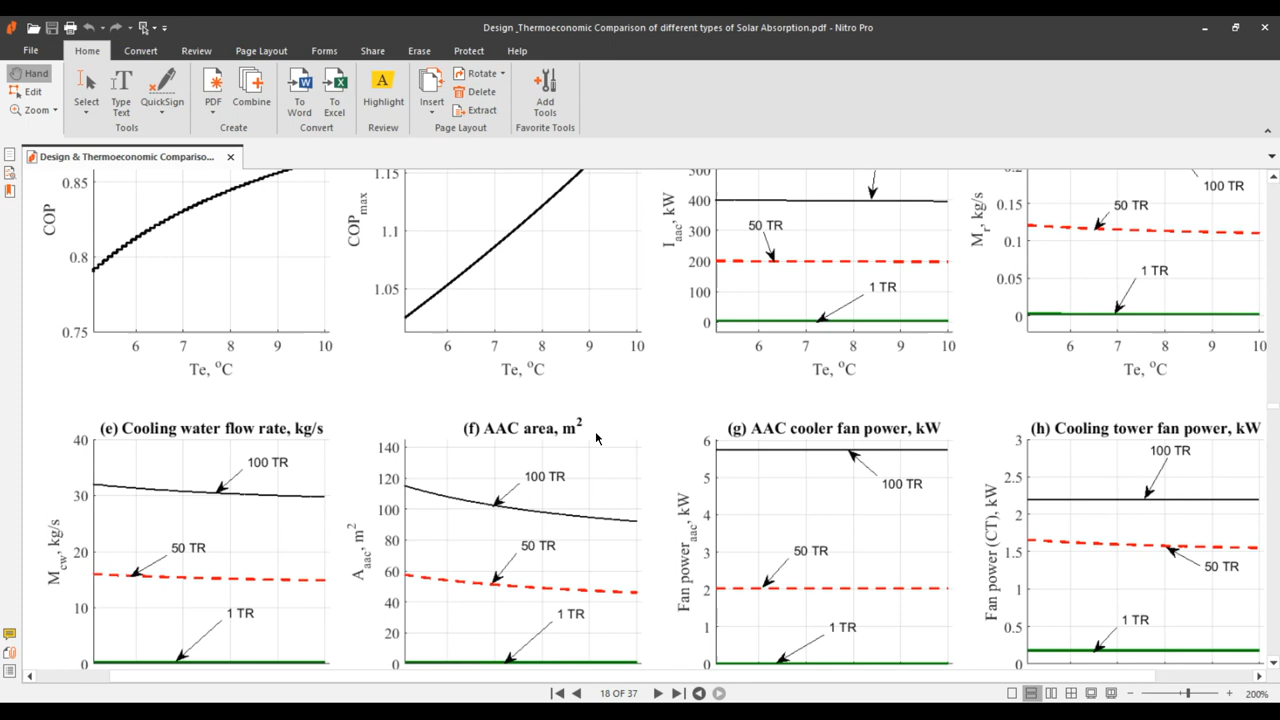 Design _Thermoeconomic Comparison of different types of Solar Absorption.pdf - Nitro Pro
File Home Convert Review Page Layout Forms Share Erase Protect Help
Hand
Edit
Zoom
Select
Type Text
QuickSign
Tools
PDF
Combine
Create
To Word
To Excel
Convert
Highlight
Review
Insert
Rotate
Delete
Extract
Page Layout
Add Tools
Favorite Tools
Design & Thermoeconomic Compariso...
COP
0.85
0.8
0.75
6 7 8 9 10
Te, °C
COPmax
1.15
1.1
1.05
6 7 8 9 10
Te, °C
Iaac, kW
500
400
300
200
100
0
50 TR
1 TR
6 7 8 9 10
Te, °C
Mr, kg/s
0.2
0.15
0.1
0.05
0
100 TR
50 TR
1 TR
6 7 8 9 10
Te, °C
(e) Cooling water flow rate, kg/s
Mcw, kg/s
40
30
20
10
0
100 TR
50 TR
1 TR
(f) AAC area, m²
Aaac, m²
140
120
100
80
60
40
20
0
100 TR
50 TR
1 TR
(g) AAC cooler fan power, kW
Fan poweraac, kW
6
5
4
3
2
1
0
100 TR
50 TR
1 TR
(h) Cooling tower fan power, kW
Fan power (CT), kW
3
2.5
2
1.5
1
0.5
0
100 TR
50 TR
1 TR
18 OF 37
200%